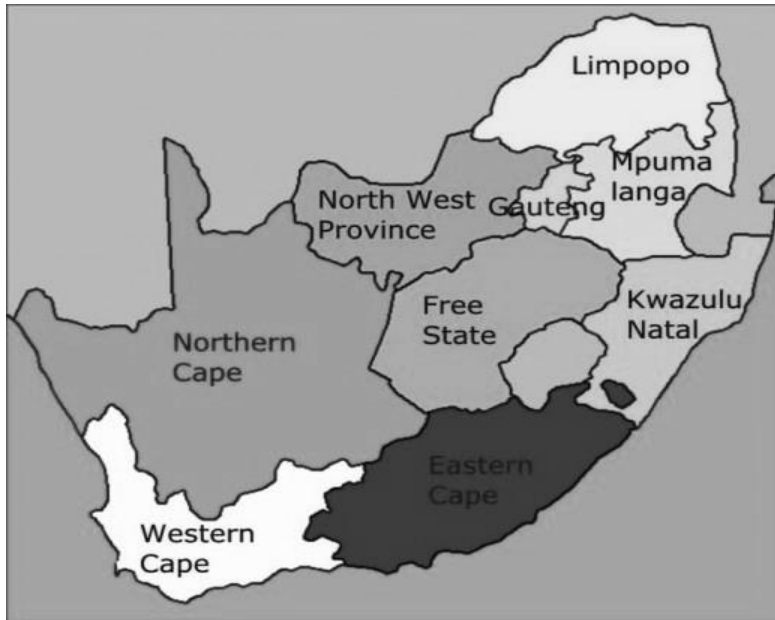 Limpopo
Mpuma
langa
North West
Province
Gauteng
Free
State
Kwazulu
Natal
Northern
Cape
Eastern
Cape
Western
Cape